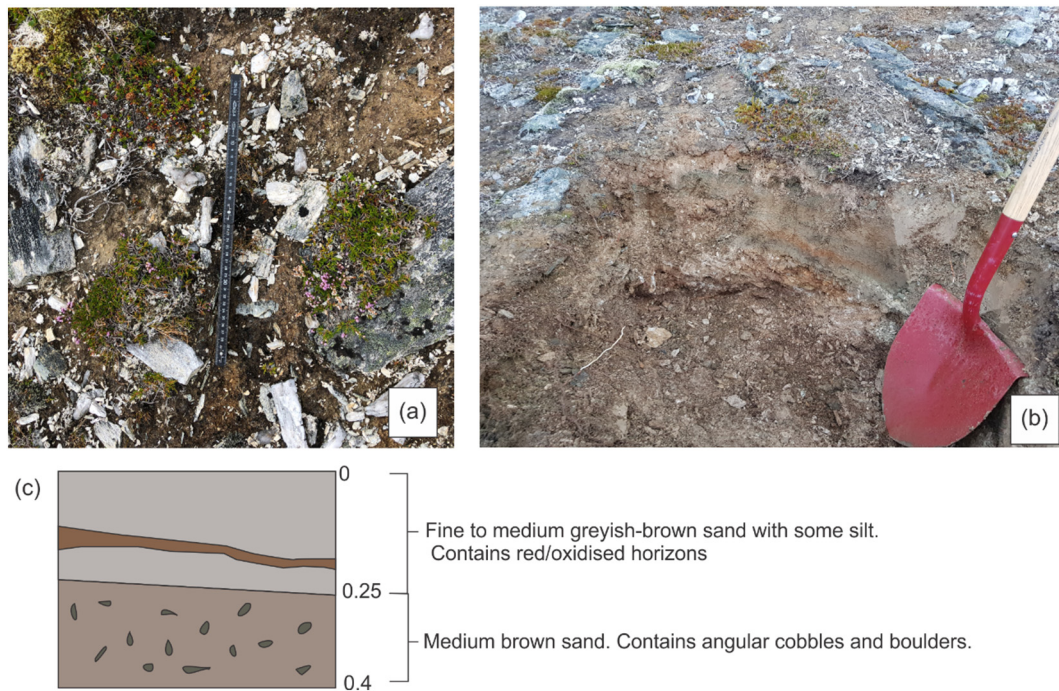 (a)
(b)
(c)
0
Fine to medium greyish-brown sand with some silt.
Contains red/oxidised horizons
0.25
Medium brown sand. Contains angular cobbles and boulders.
0.4